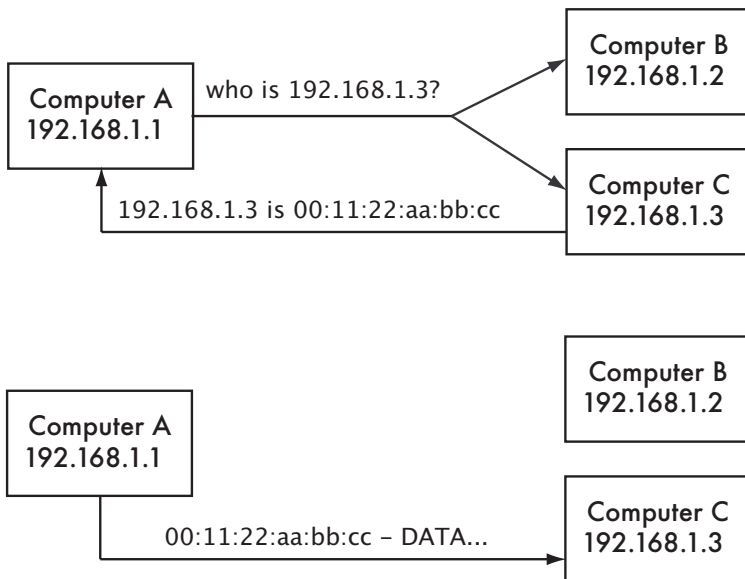 Computer B
192.168.1.2
who is 192.168.1.3?
Computer A
192.168.1.1
Computer C
192.168.1.3
192.168.1.3 is 00:11:22:aa:bb:cc
Computer B
192.168.1.2
Computer A
192.168.1.1
Computer C
192.168.1.3
00:11:22:aa:bb:cc – DATA...